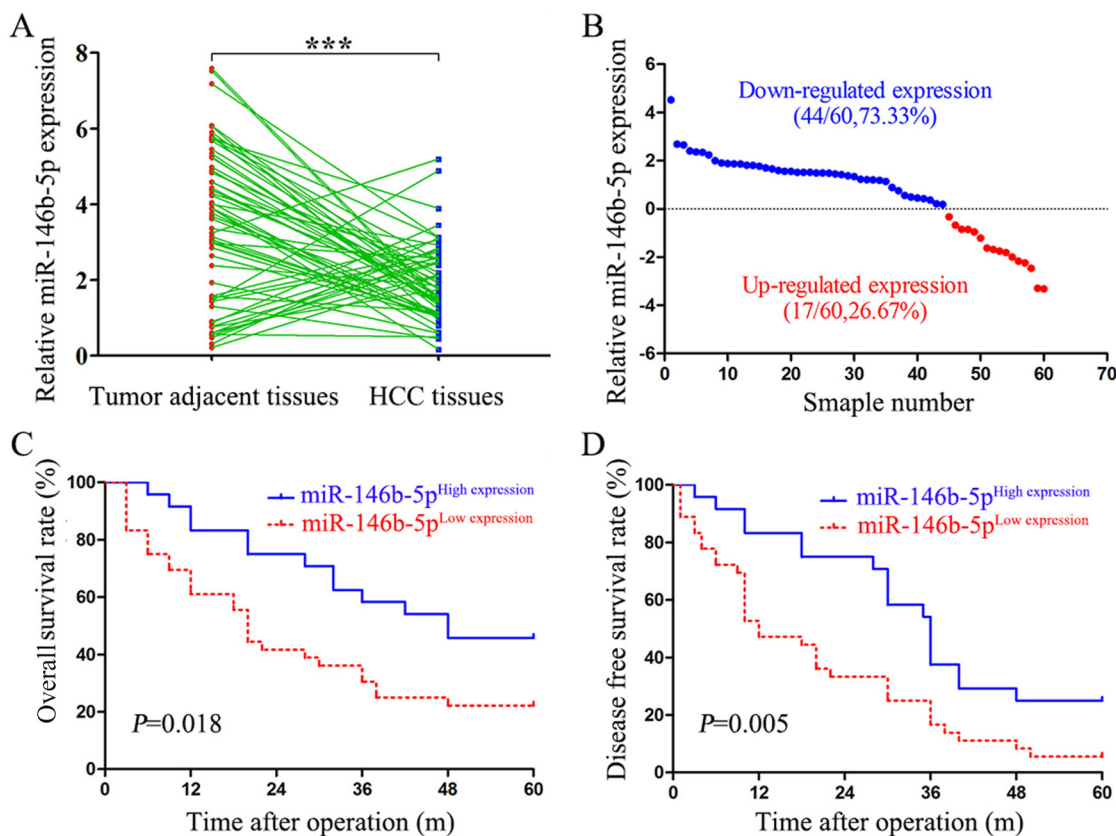 A
Relative miR-146b-5p expression
8
6
4
2
0
***
Tumor adjacent tissues
HCC tissues
B
Relative miR-146b-5p expression
6
4
2
0
-2
-4
-6
Down-regulated expression
(44/60,73.33%)
Up-regulated expression
(17/60,26.67%)
0 10 20 30 40 50 60 70
Smaple number
C
Overall survival rate (%)
100
80
60
40
20
0
miR-146b-5pHigh expression
miR-146b-5pLow expression
P=0.018
0 12 24 36 48 60
Time after operation (m)
D
Disease free survival rate (%)
100
80
60
40
20
0
miR-146b-5pHigh expression
miR-146b-5pLow expression
P=0.005
0 12 24 36 48 60
Time after operation (m)